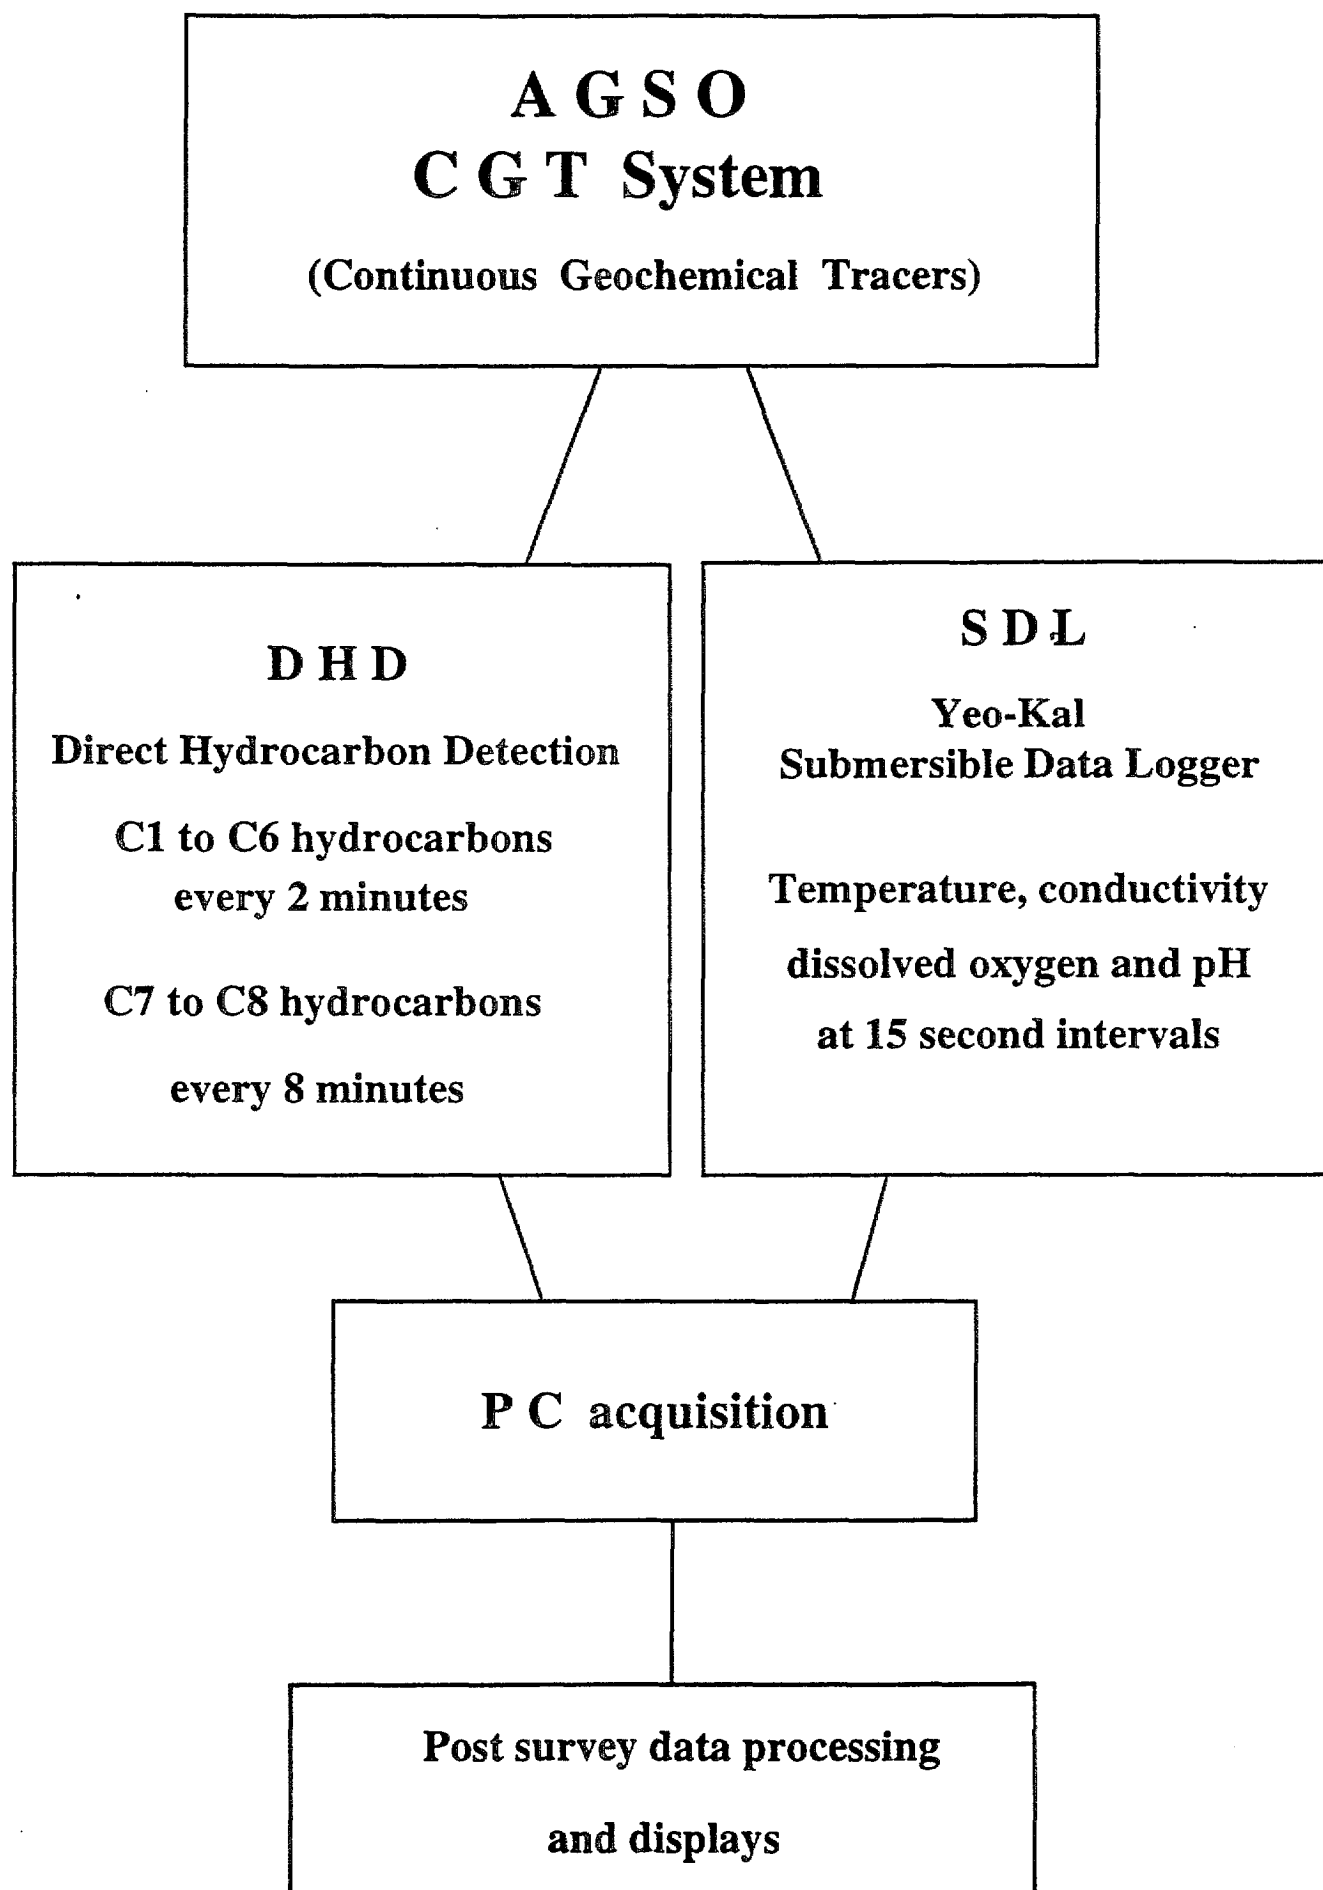 A G S O
C G T System
(Continuous Geochemical Tracers)
D H D
Direct Hydrocarbon Detection
C1 to C6 hydrocarbons
every 2 minutes
C7 to C8 hydrocarbons
every 8 minutes
S D L
Yeo-Kal
Submersible Data Logger
Temperature, conductivity
dissolved oxygen and pH
at 15 second intervals
P C acquisition
Post survey data processing
and displays